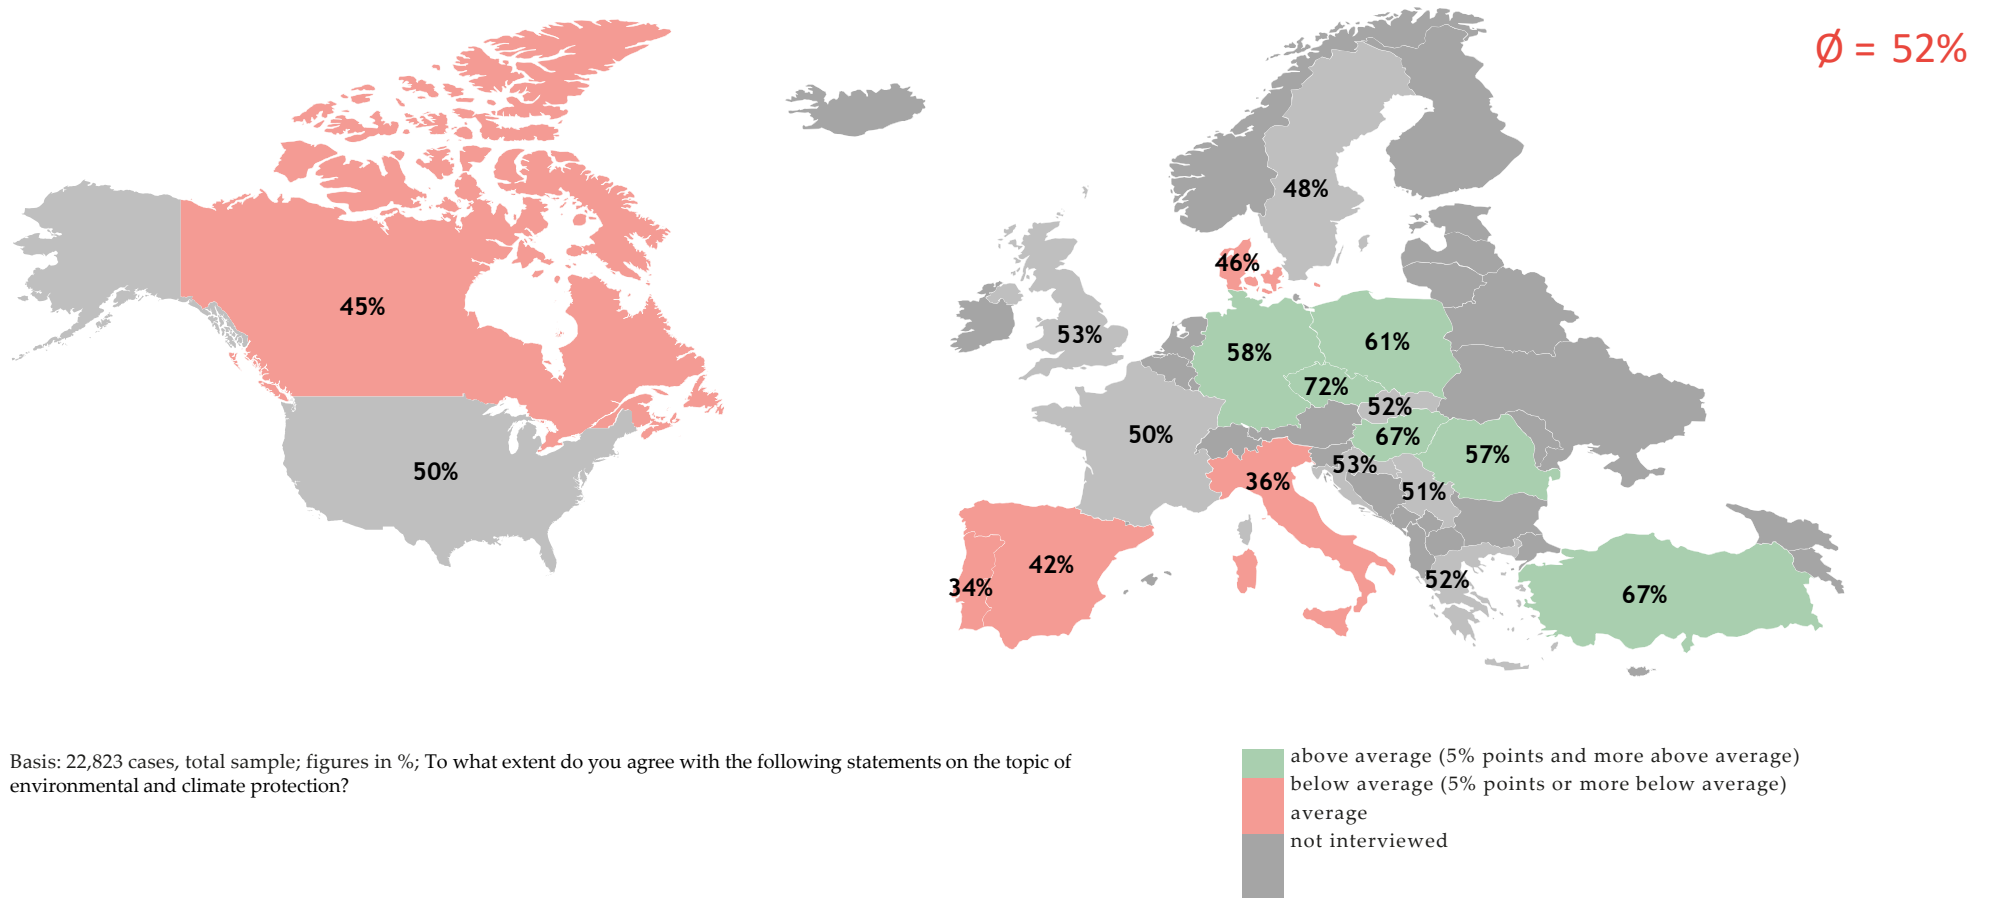 Ø = 52%
48%
46%
45%
53%
61%
58%
72%
52%
50%
67%
57%
53%
50%
36%
51%
42%
52%
34%
67%
Basis: 22,823 cases, total sample; figures in %; To what extent do you agree with the following statements on the topic of
environmental and climate protection?
above average (5% points and more above average)
below average (5% points or more below average)
average
not interviewed